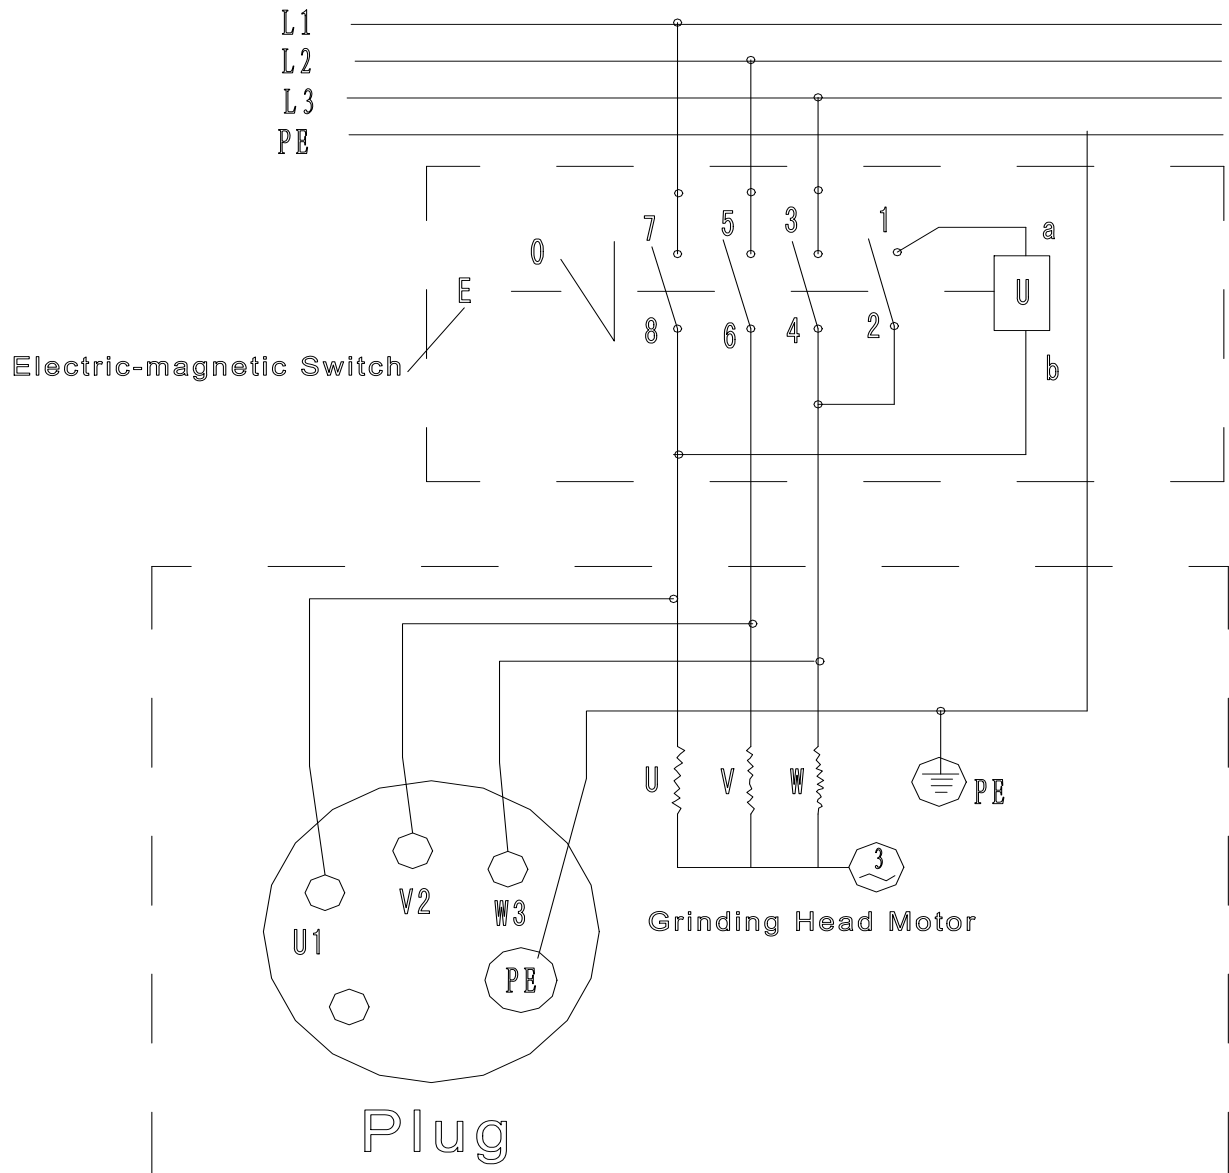 L1
L2
L3
PE
7 5 3 1 a
0
E U
8 6 4 2
Electric-magnetic Switch
b
U V W PE
3
V2
W3
Grinding Head Motor
U1
PE
Plug